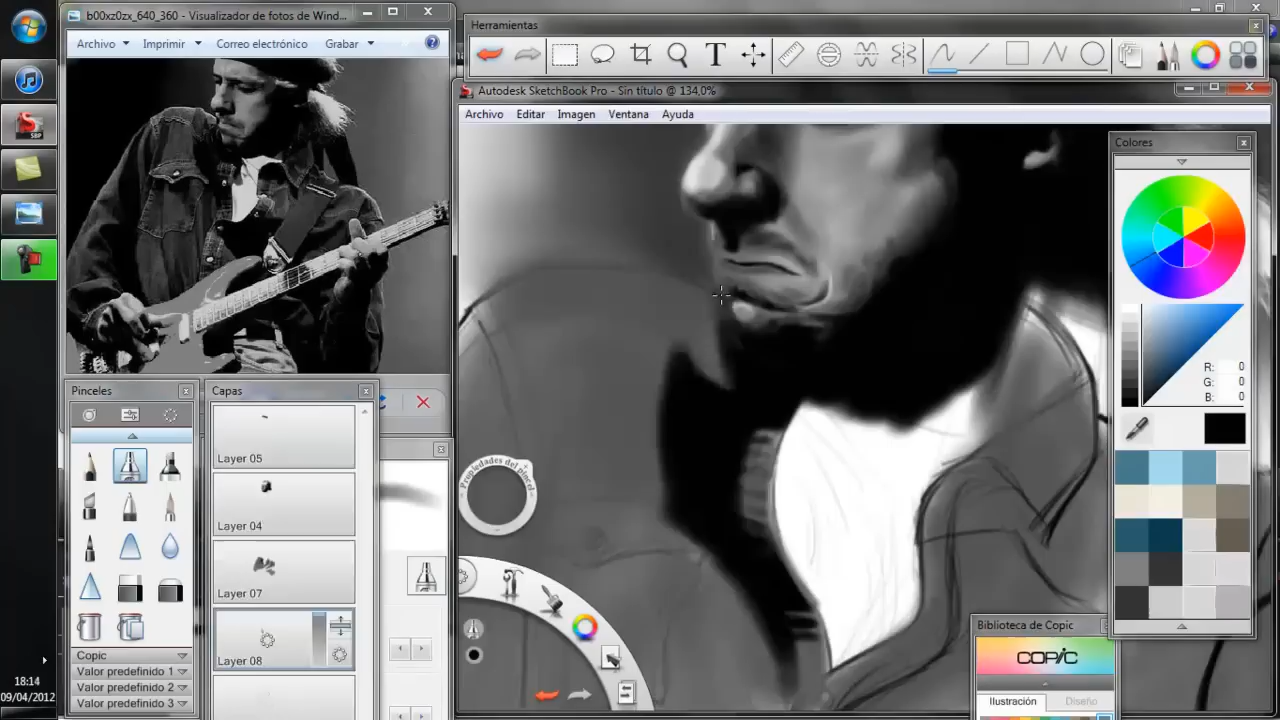 b00xz0zx_640_360 - Visualizador de fotos de Wind...
Archivo Imprimir Correo electrónico Grabar
Herramientas
Autodesk SketchBook Pro - Sin título @ 134,0%
Archivo Editar Imagen Ventana Ayuda
Colores
R: 0
G: 0
B: 0
Pinceles
Capas
Layer 05
Layer 04
Layer 07
Layer 08
Copic
Valor predefinido 1
Valor predefinido 2
Valor predefinido 3
Propiedades del pincel
Biblioteca de Copic
COPIC
Ilustración Diseño
18:14
09/04/2012